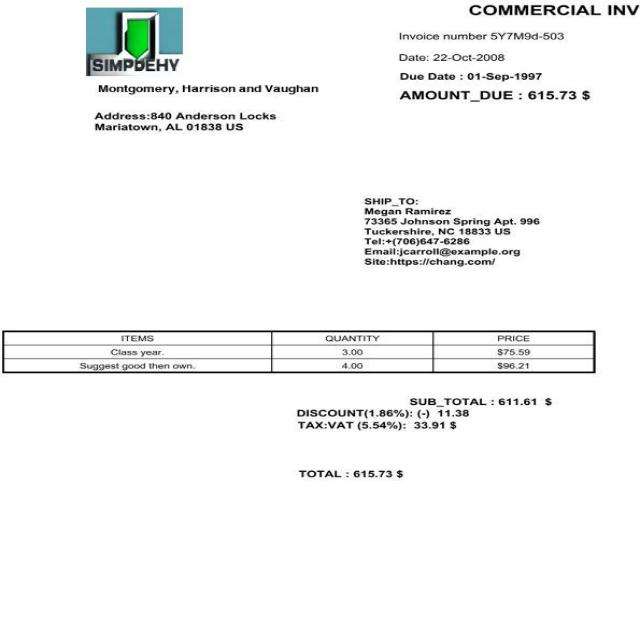 COMMERCIAL INV
SIMPDEHY
Invoice number 5Y7M9d-503
Date: 22-Oct-2008
Due Date : 01-Sep-1997
Montgomery, Harrison and Vaughan
AMOUNT_DUE : 615.73 $
Address:840 Anderson Locks
Mariatown, AL 01838 US
SHIP_TO:
Megan Ramirez
73365 Johnson Spring Apt. 996
Tuckershire, NC 18833 US
Tel:+(706)647-6286
Email:jcarroll@example.org
Site:https://chang.com/
ITEMS QUANTITY PRICE
Class year. 3.00 $75.59
Suggest good then own. 4.00 $96.21
SUB_TOTAL : 611.61 $
DISCOUNT(1.86%): (-) 11.38
TAX:VAT (5.54%): 33.91 $
TOTAL : 615.73 $